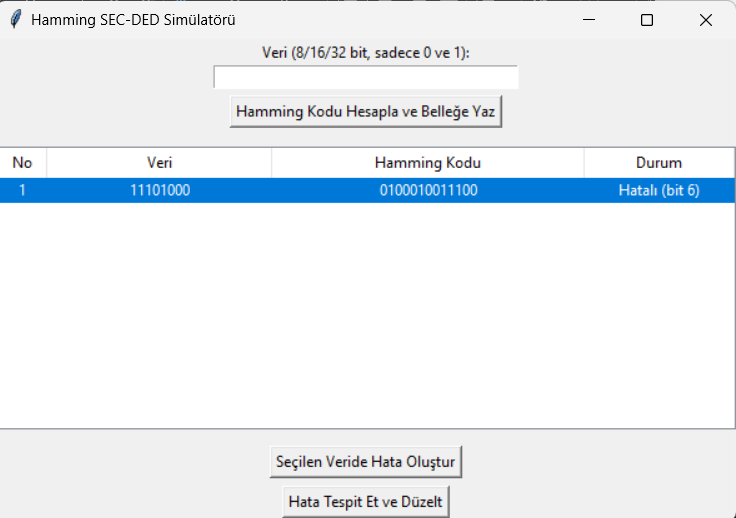 Hamming SEC-DED Simülatörü
Veri (8/16/32 bit, sadece 0 ve 1):
Hamming Kodu Hesapla ve Belleğe Yaz
No Veri Hamming Kodu Durum
1 11101000 0100010011100 Hatalı (bit 6)
Seçilen Veride Hata Oluştur
Hata Tespit Et ve Düzelt